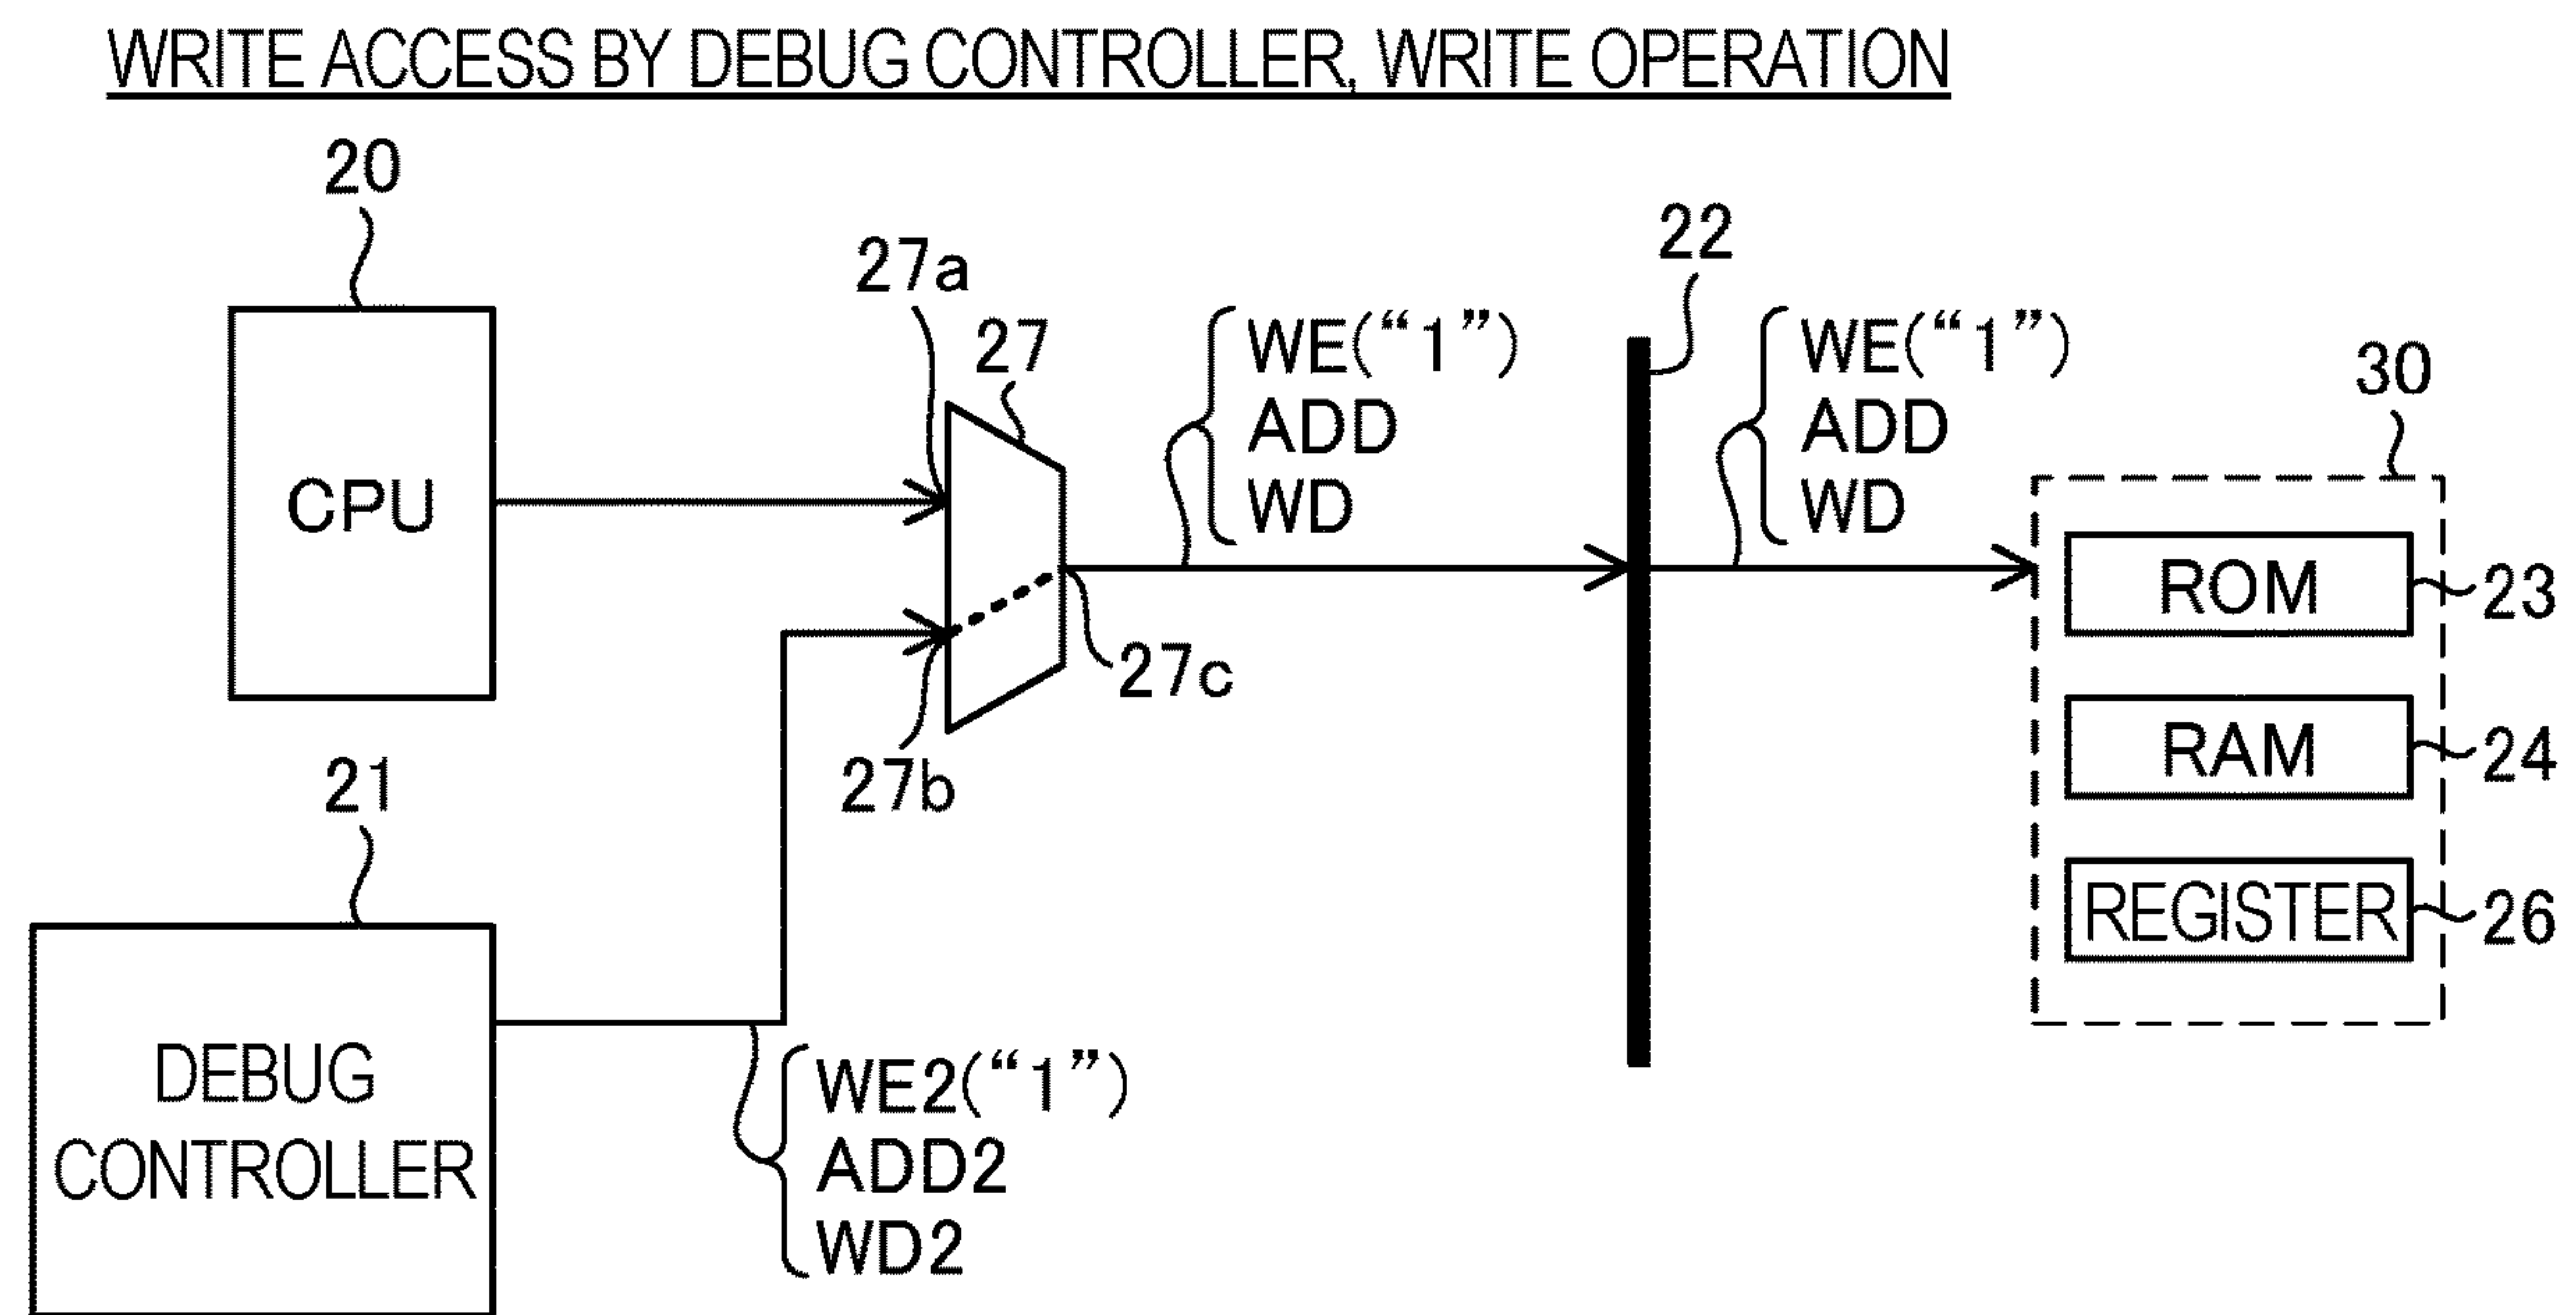 WRITE ACCESS BY DEBUG CONTROLLER, WRITE OPERATION
20
CPU
27a
27
27b
27c
WE(“1”)
ADD
WD
22
WE(“1”)
ADD
WD
30
ROM
23
RAM
24
REGISTER
26
21
DEBUG
CONTROLLER
WE2(“1”)
ADD2
WD2